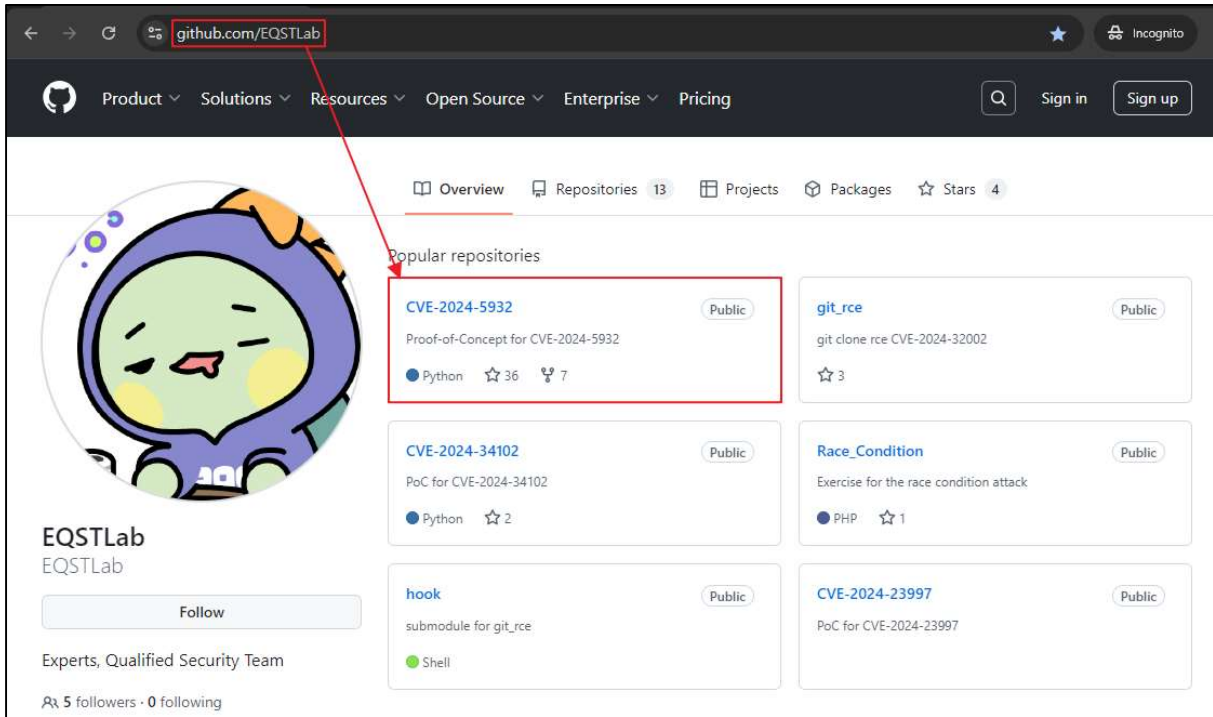 github.com/EQSTLab
Incognito
Product
Solutions
Resources
Open Source
Enterprise
Pricing
Sign in
Sign up
Overview
Repositories 13
Projects
Packages
Stars 4
Popular repositories
CVE-2024-5932
Public
Proof-of-Concept for CVE-2024-5932
Python 36 7
git_rce
Public
git clone rce CVE-2024-32002
3
CVE-2024-34102
Public
PoC for CVE-2024-34102
Python 2
Race_Condition
Public
Exercise for the race condition attack
PHP 1
hook
Public
submodule for git_rce
Shell
CVE-2024-23997
Public
PoC for CVE-2024-23997
EQSTLab
EQSTLab
Follow
Experts, Qualified Security Team
5 followers · 0 following